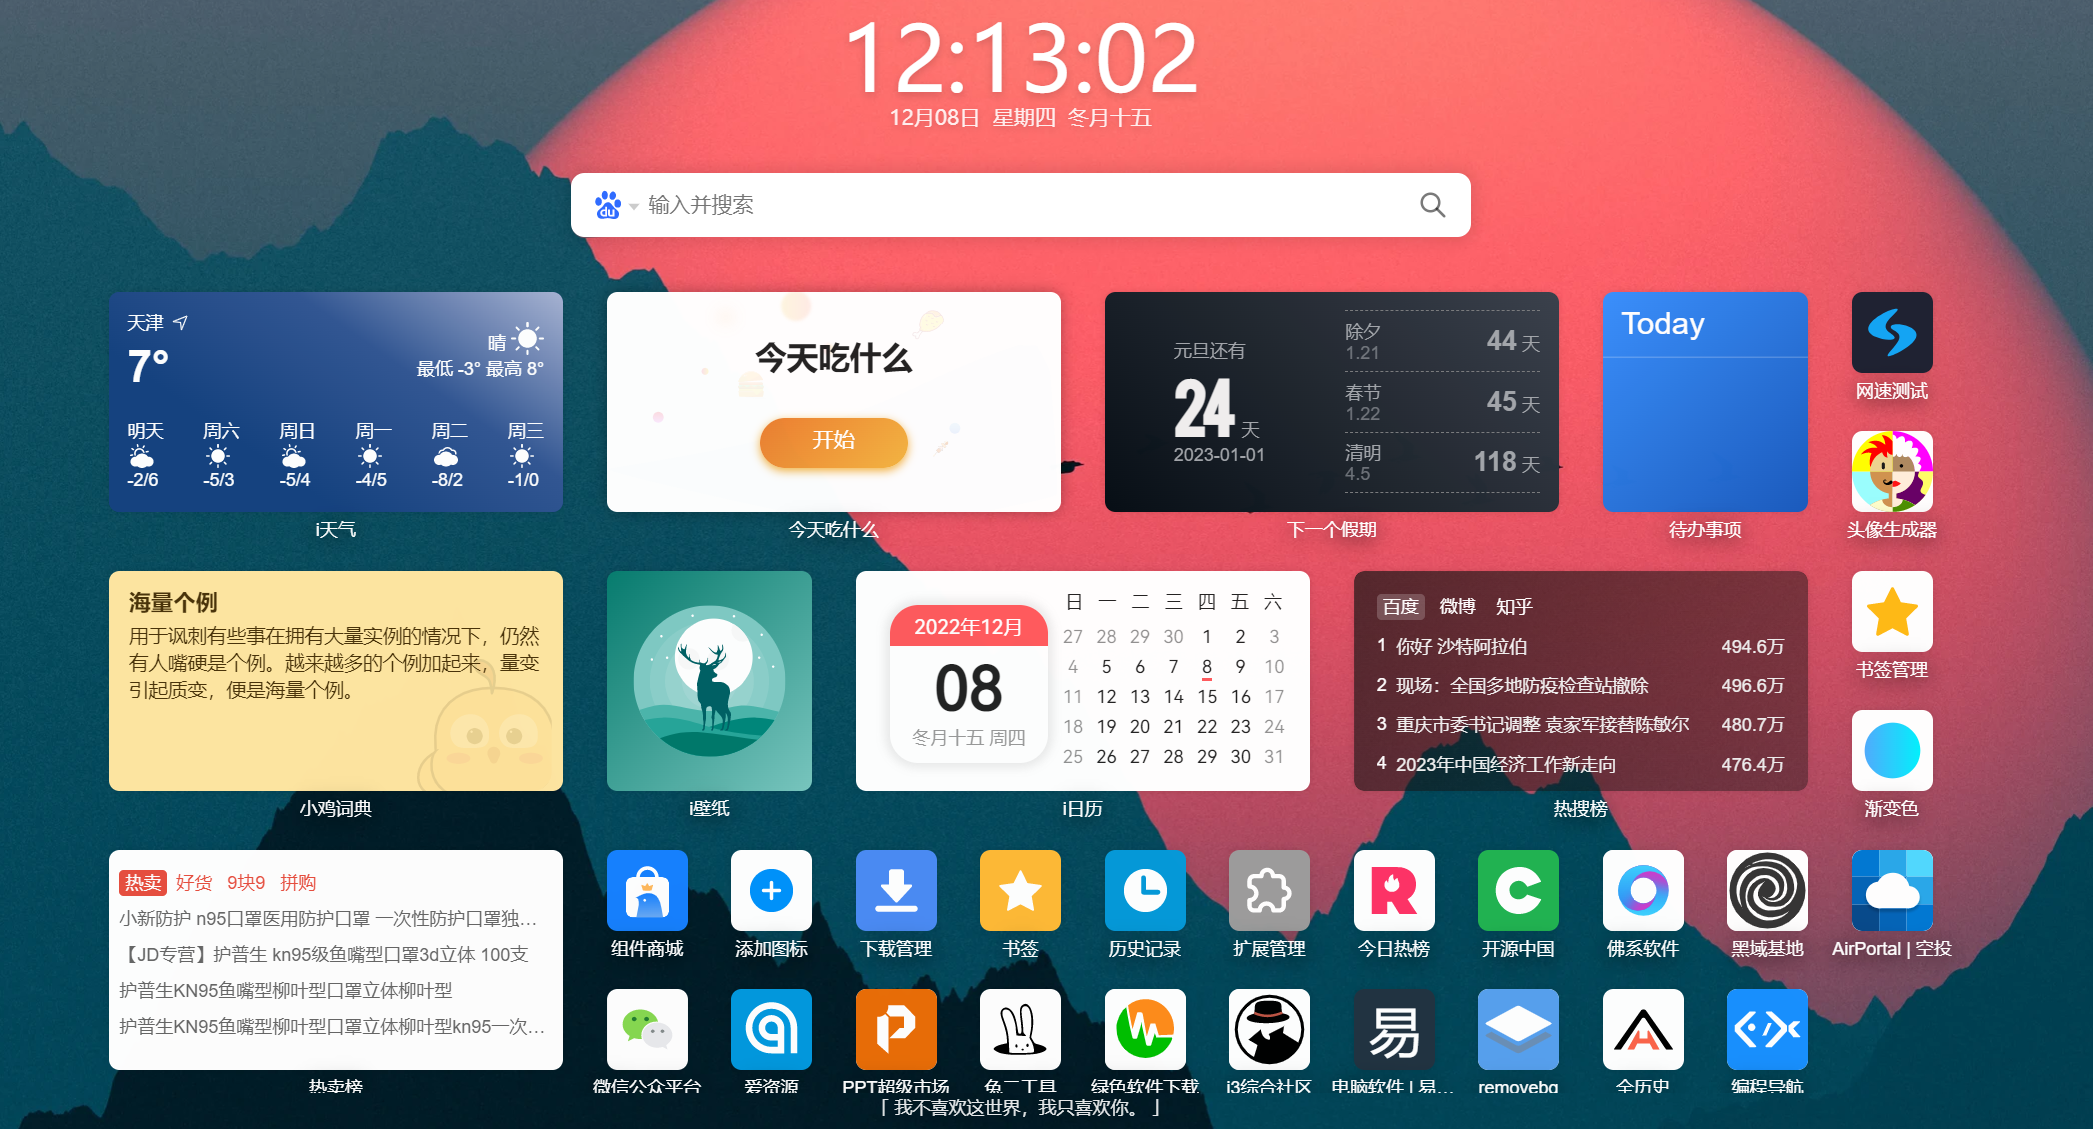 12:13:02
12月08日 星期四 冬月十五
du
输入并搜索
天津
7°
晴
最低 -3° 最高 8°
明天 周六 周日 周一 周二 周三
-2/6 -5/3 -5/4 -4/5 -8/2 -1/0
i天气
今天吃什么
开始
今天吃什么
元旦还有
24 天
2023-01-01
除夕
1.21
44 天
春节
1.22
45 天
清明
4.5
118 天
下一个假期
Today
待办事项
网速测试
头像生成器
海量个例
用于讽刺有些事在拥有大量实例的情况下，仍然
有人嘴硬是个例。越来越多的个例加起来，量变
引起质变，便是海量个例。
小鸡词典
i壁纸
2022年12月
08
冬月十五 周四
日 一 二 三 四 五 六
27 28 29 30 1 2 3
4 5 6 7 8 9 10
11 12 13 14 15 16 17
18 19 20 21 22 23 24
25 26 27 28 29 30 31
i日历
百度 微博 知乎
1 你好 沙特阿拉伯 494.6万
2 现场：全国多地防疫检查站撤除 496.6万
3 重庆市委书记调整 袁家军接替陈敏尔 480.7万
4 2023年中国经济工作新走向 476.4万
热搜榜
书签管理
渐变色
热卖 好货 9块9 拼购
小新防护 n95口罩医用防护口罩 一次性防护口罩独...
【JD专营】护普生 kn95级鱼嘴型口罩3d立体 100支
护普生KN95鱼嘴型柳叶型口罩立体柳叶型
护普生KN95鱼嘴型柳叶型口罩立体柳叶型kn95一次...
热卖榜
组件商城 添加图标 下载管理 书签 历史记录 扩展管理 今日热榜 开源中国 佛系软件 黑域基地 AirPortal | 空投
易
微信公众平台 爱资源 PPT超级市场 兔二工具 绿色软件下载 i3综合社区 电脑软件 | 易... removebg 全历史 编程导航
「 我不喜欢这世界，我只喜欢你。 」